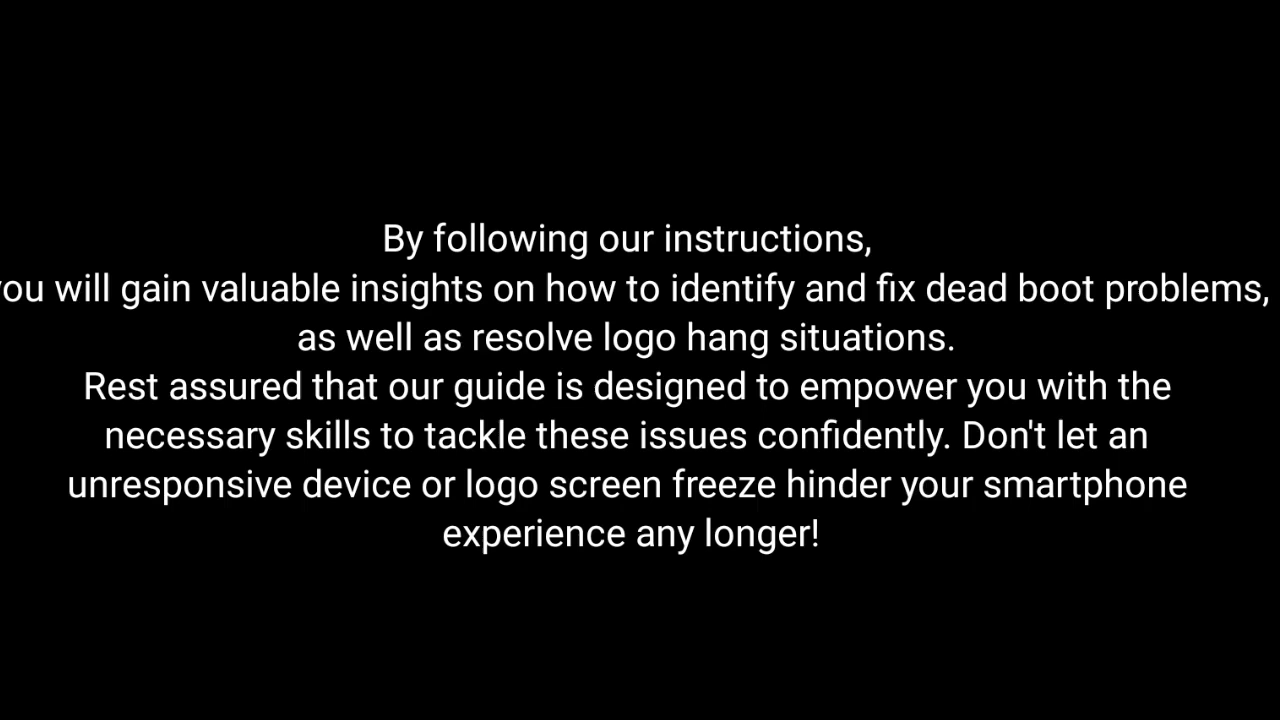 By following our instructions,
you will gain valuable insights on how to identify and fix dead boot problems,
as well as resolve logo hang situations.
Rest assured that our guide is designed to empower you with the
necessary skills to tackle these issues confidently. Don't let an
unresponsive device or logo screen freeze hinder your smartphone
experience any longer!